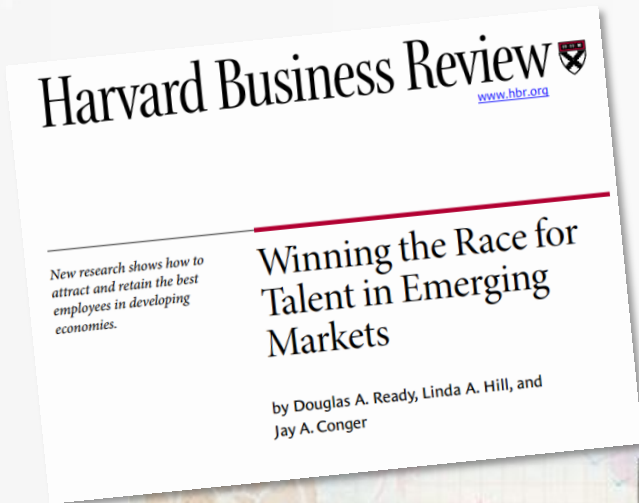 Harvard Business Review
www.hbr.org
New research shows how to
attract and retain the best
employees in developing
economies.
Winning the Race for
Talent in Emerging
Markets
by Douglas A. Ready, Linda A. Hill, and
Jay A. Conger